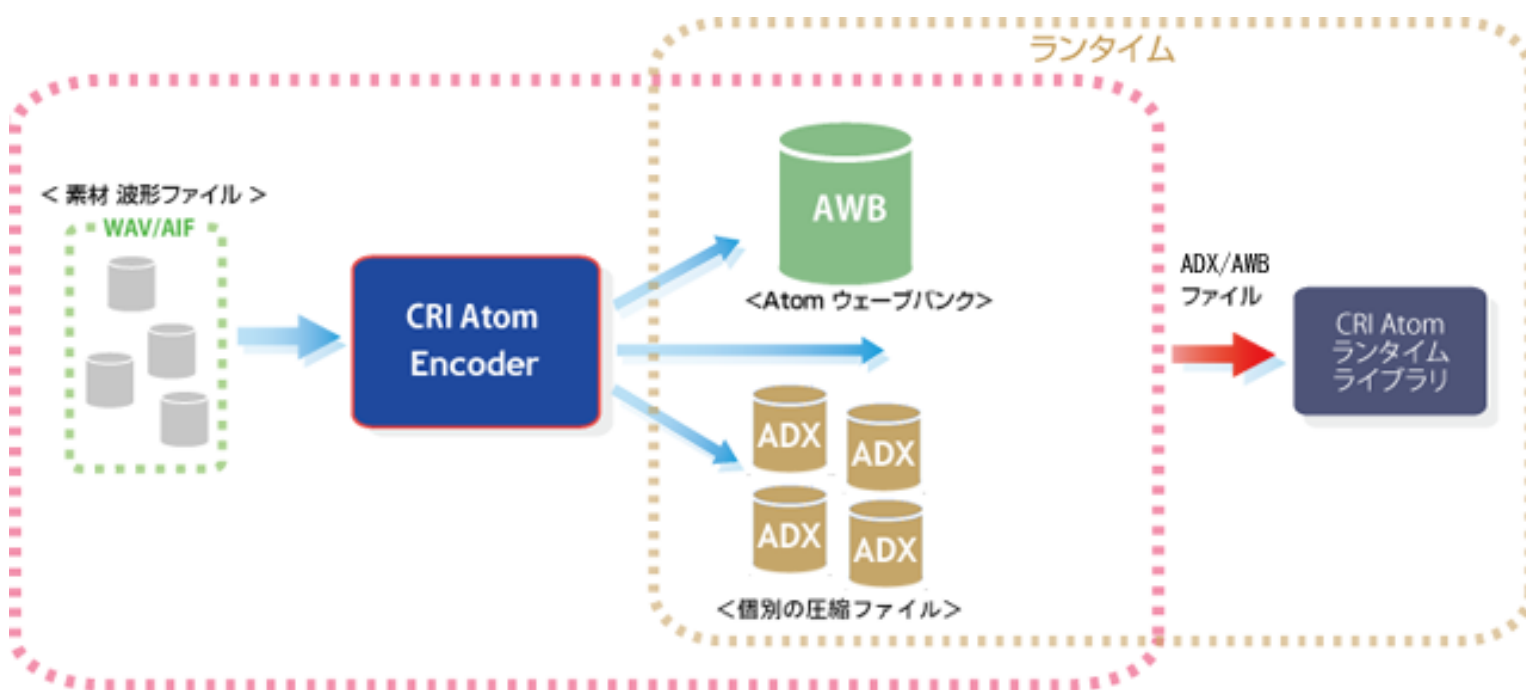 ランタイム
< 素材 波形ファイル >
WAV/AIF
CRI Atom
Encoder
AWB
<Atom ウェーブバンク>
ADX
ADX
ADX
ADX
<個別の圧縮ファイル>
ADX/AWB
ファイル
CRI Atom
ランタイム
ライブラリ